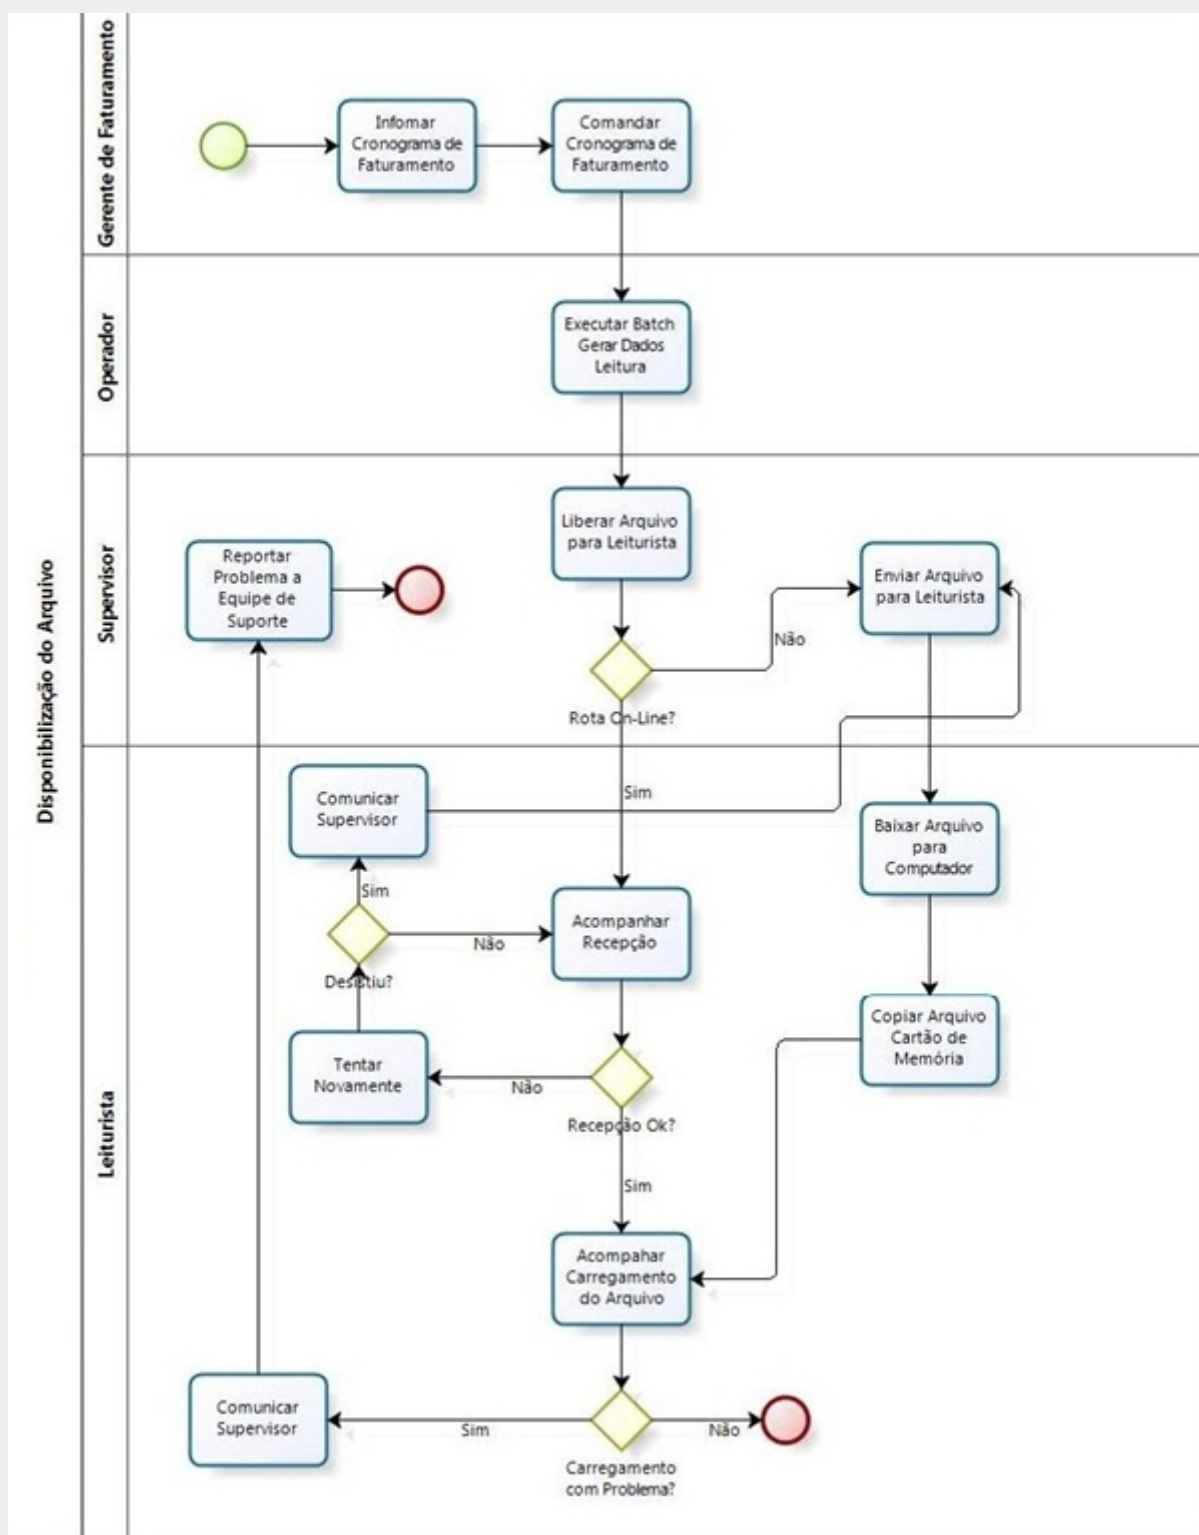 Disponibilização do Arquivo
Gerente de Faturamento
Infomar
Cronograma de
Faturamento
Comandar
Cronograma de
Faturamento
Operador
Executar Batch
Gerar Dados
Leitura
Supervisor
Liberar Arquivo
para Leiturista
Reportar
Problema a
Equipe de
Suporte
Enviar Arquivo
para Leiturista
Não
Rota On-Line?
Leiturista
Sim
Comunicar
Supervisor
Baixar Arquivo
para
Computador
Sim
Acompanhar
Recepção
Não
Desistiu?
Copiar Arquivo
Cartão de
Memória
Tentar
Novamente
Não
Recepção Ok?
Sim
Acompahar
Carregamento
do Arquivo
Comunicar
Supervisor
Sim
Não
Carregamento
com Problema?